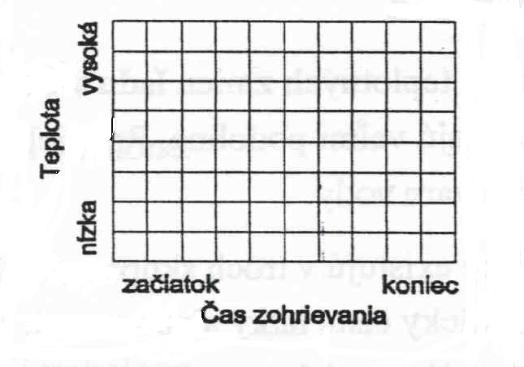 vysoká
Teplota
nízka
začiatok koniec
Čas zohrievania